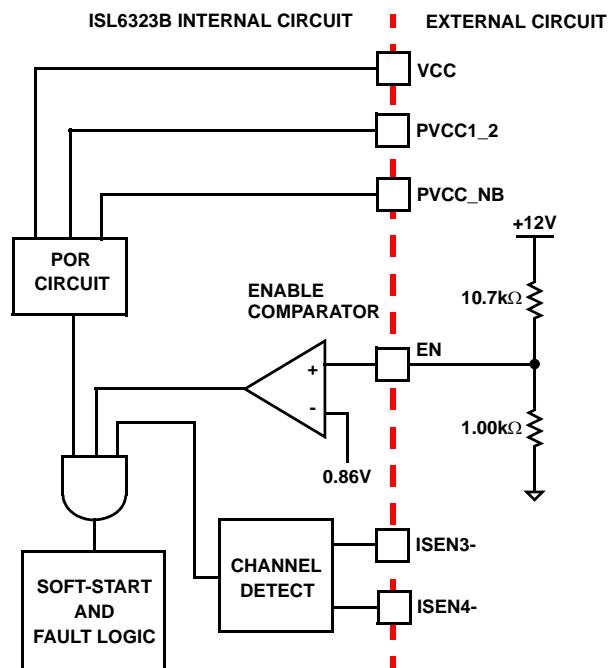 ISL6323B INTERNAL CIRCUIT
EXTERNAL CIRCUIT
VCC
PVCC1_2
PVCC_NB
+12V
POR
CIRCUIT
10.7kΩ
ENABLE
COMPARATOR
EN
+
-
1.00kΩ
0.86V
ISEN3-
CHANNEL
DETECT
ISEN4-
SOFT-START
AND
FAULT LOGIC